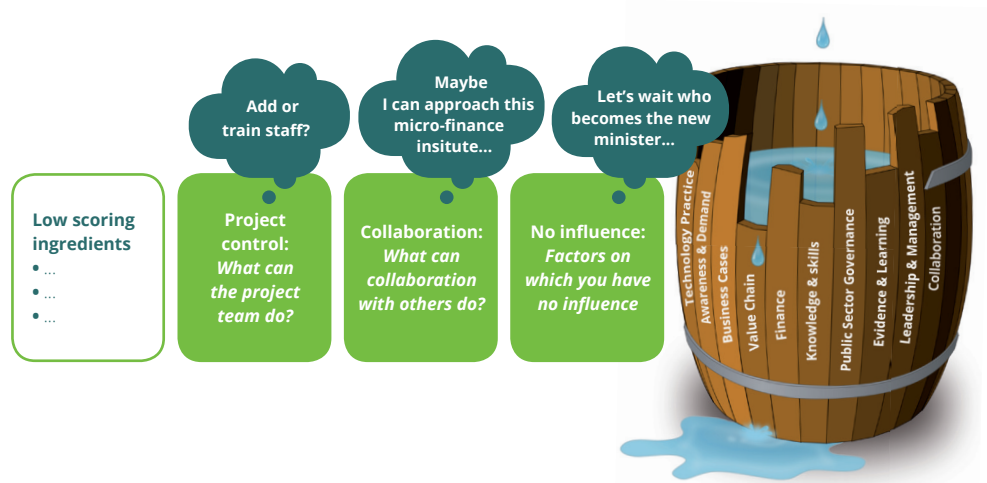 Add or
train staff?
Maybe
I can approach this
micro-finance
insitute...
Let's wait who
becomes the new
minister...
Low scoring
ingredients
• ...
• ...
• ...
Project
control:
What can
the project
team do?
Collaboration:
What can
collaboration
with others do?
No influence:
Factors on
which you have
no influence
Technology Practice
Awareness & Demand
Business Cases
Value Chain
Finance
Knowledge & skills
Public Sector Governance
Evidence & Learning
Leadership & Management
Collaboration